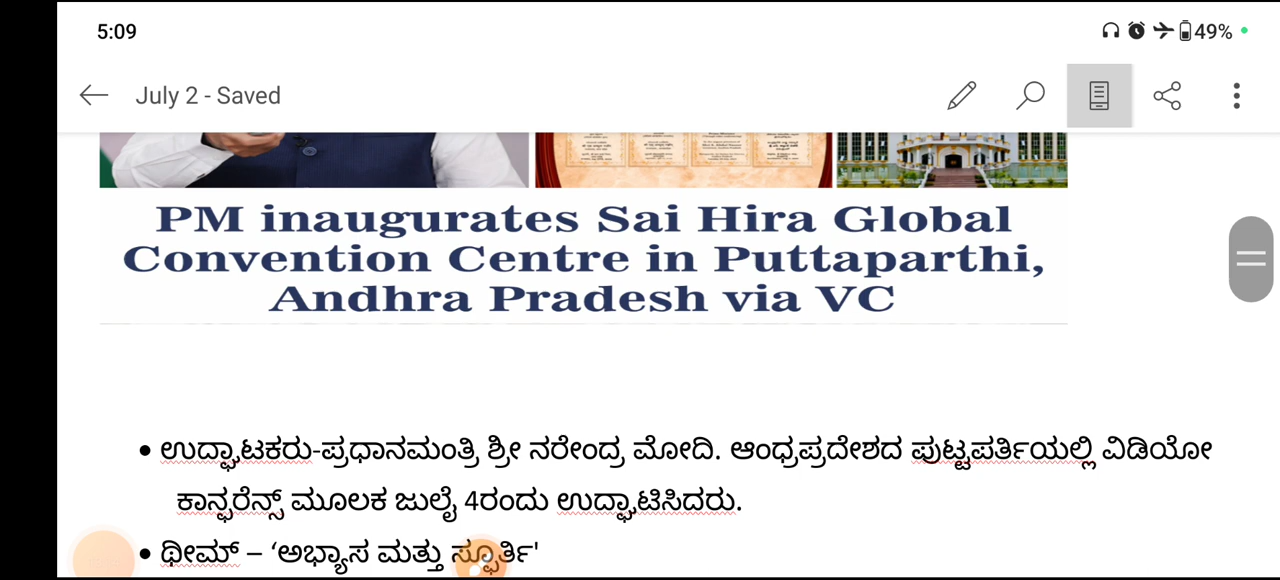 5:09
49%
July 2 - Saved
PM inaugurates Sai Hira Global
Convention Centre in Puttaparthi,
Andhra Pradesh via VC
• ಉದ್ಘಾಟಕರು-ಪ್ರಧಾನಮಂತ್ರಿ ಶ್ರೀ ನರೇಂದ್ರ ಮೋದಿ. ಆಂಧ್ರಪ್ರದೇಶದ ಪುಟ್ಟಪರ್ತಿಯಲ್ಲಿ ವಿಡಿಯೋ
ಕಾನ್ಫರೆನ್ಸ್ ಮೂಲಕ ಜುಲೈ 4ರಂದು ಉದ್ಘಾಟಿಸಿದರು.
• ಥೀಮ್ – ‘ಅಭ್ಯಾಸ ಮತ್ತು ಸ್ಫೂರ್ತಿ'